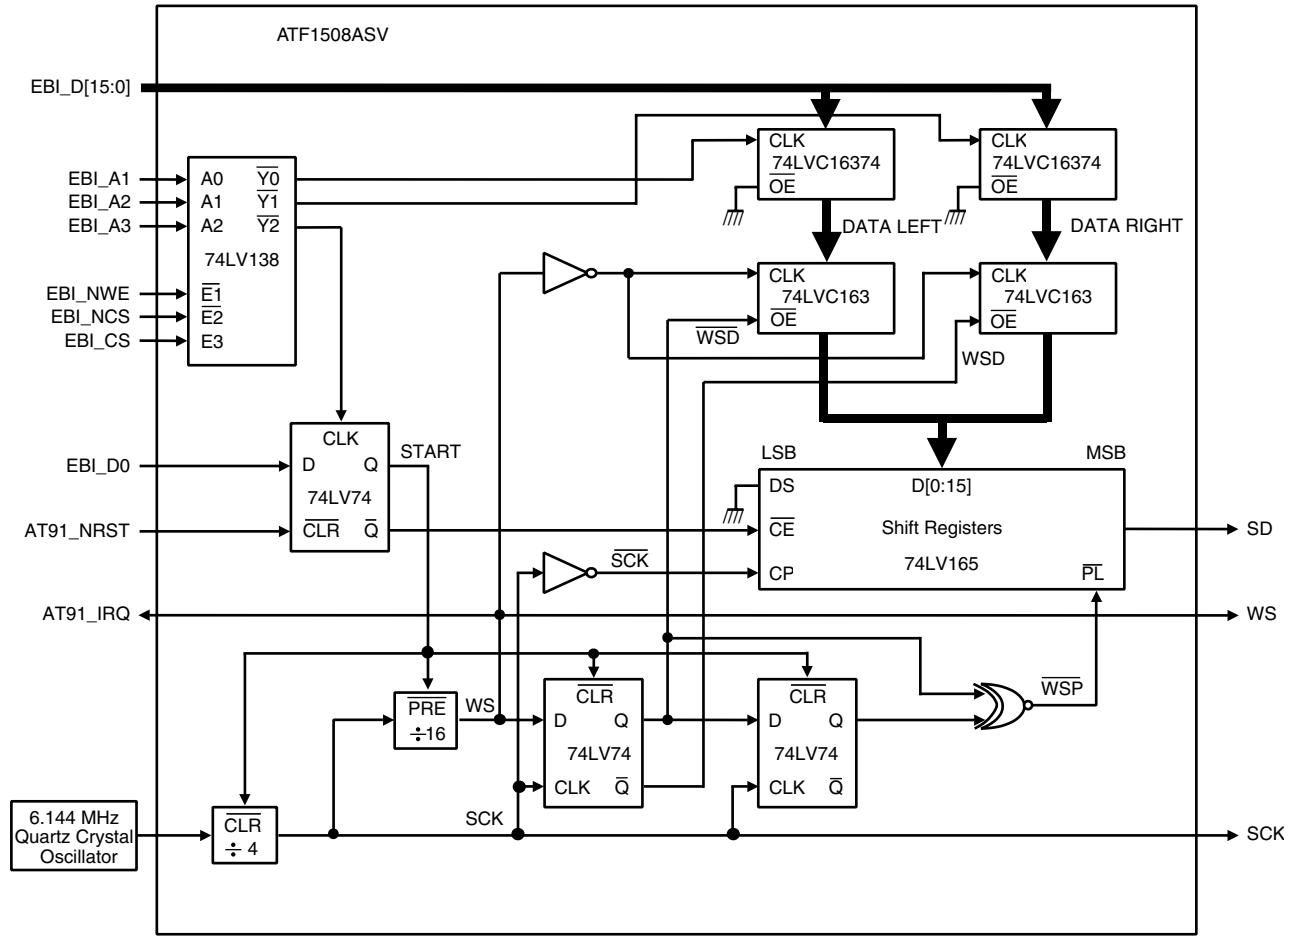 ATF1508ASV
EBI_D[15:0]
CLK
74LVC16374
OE
CLK
74LVC16374
OE
EBI_A1
EBI_A2
EBI_A3
EBI_NWE
EBI_NCS
EBI_CS
A0 Y0
A1 Y1
A2 Y2
74LV138
E1
E2
E3
DATA LEFT
DATA RIGHT
CLK
74LVC163
OE
CLK
74LVC163
OE
WSD
WSD
EBI_D0
AT91_NRST
CLK
D Q
74LV74
CLR Q
START
LSB
MSB
DS
D[0:15]
CE
Shift Registers
CP
74LV165
PL
SD
SCK
AT91_IRQ
WS
PRE
÷16
WS
CLR
D Q
74LV74
CLK Q
CLR
D Q
74LV74
CLK Q
WSP
6.144 MHz
Quartz Crystal
Oscillator
CLR
÷ 4
SCK
SCK